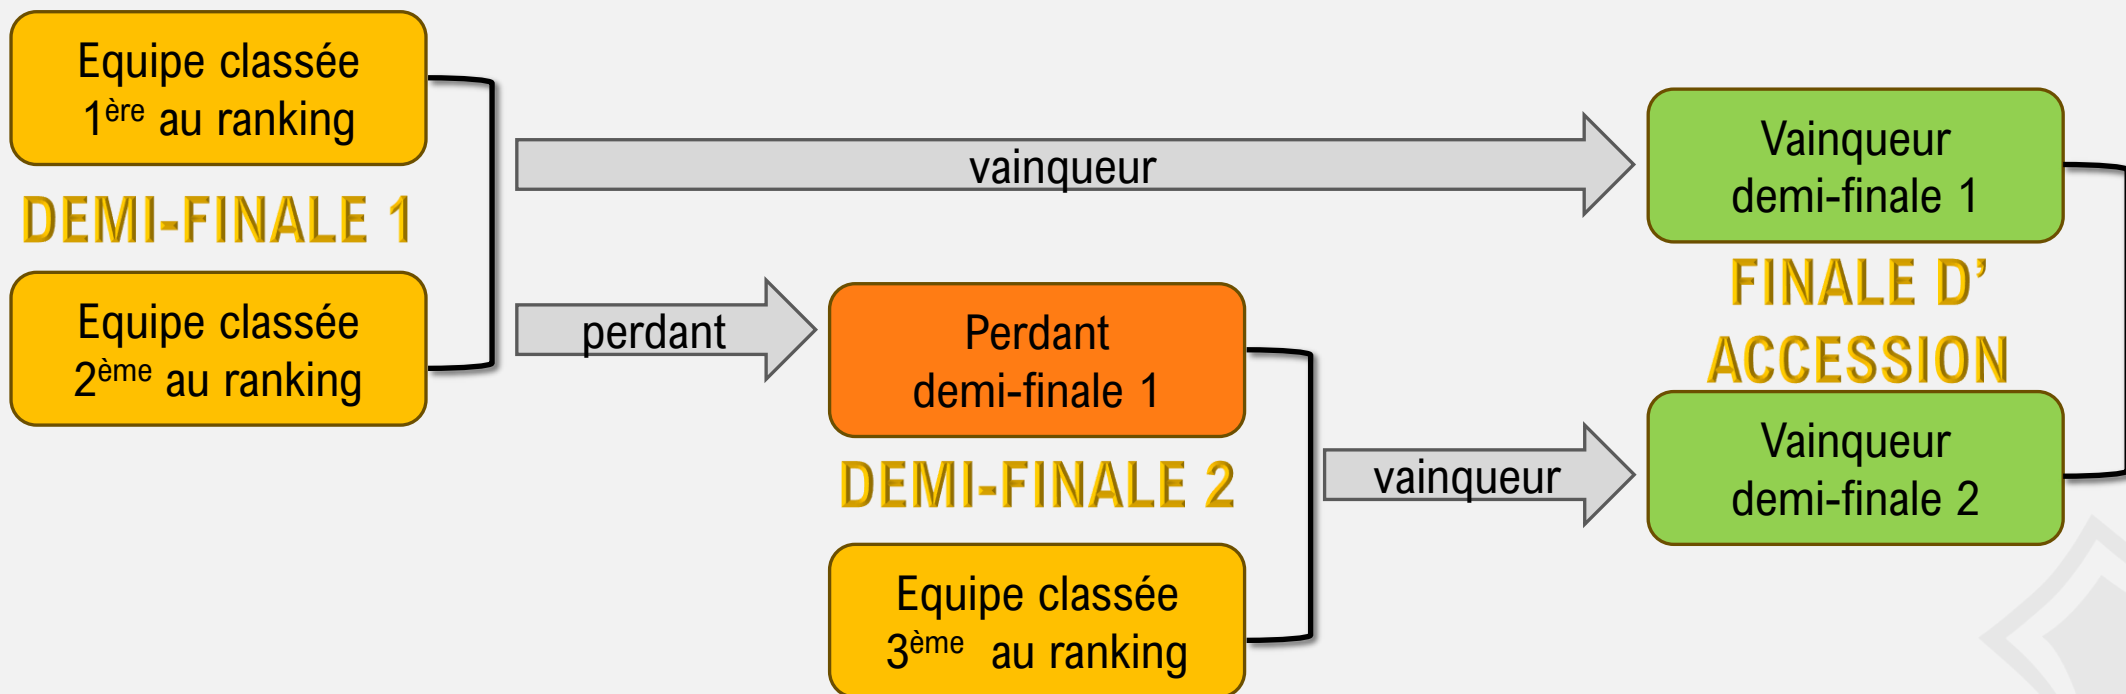 Equipe classée
1ère au ranking
DEMI-FINALE 1
Equipe classée
2ème au ranking
vainqueur
perdant
Perdant
demi-finale 1
DEMI-FINALE 2
Equipe classée
3ème au ranking
vainqueur
Vainqueur
demi-finale 1
FINALE D'
ACCESSION
Vainqueur
demi-finale 2